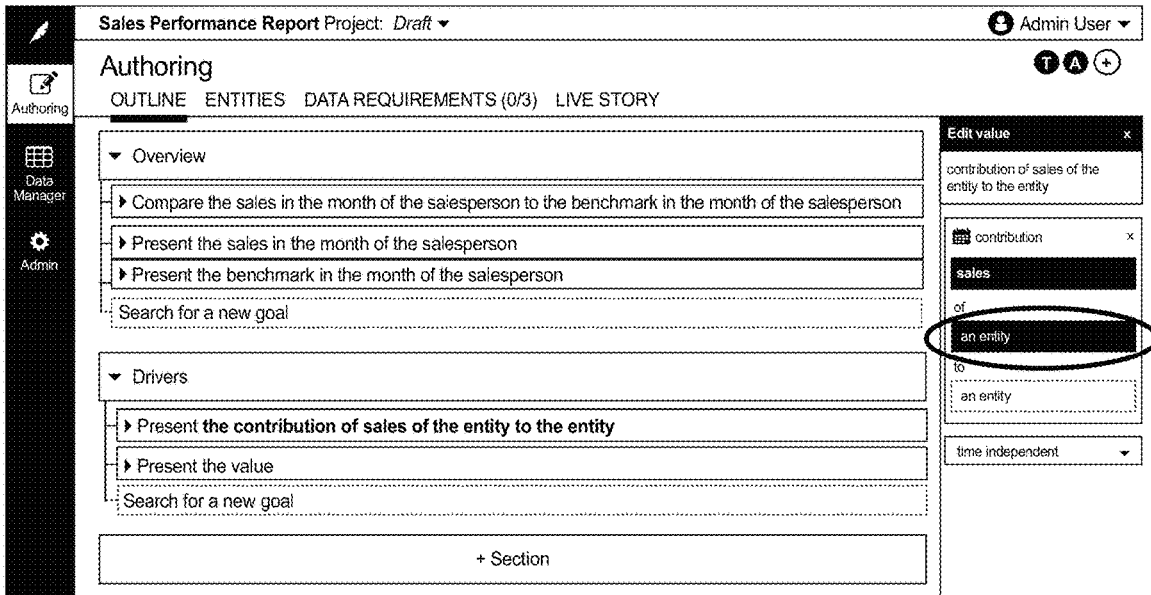 Sales Performance Report Project: Draft
Admin User
Authoring
T A +
Authoring
OUTLINE ENTITIES DATA REQUIREMENTS (0/3) LIVE STORY
Data
Manager
Admin
Overview
Compare the sales in the month of the salesperson to the benchmark in the month of the salesperson
Present the sales in the month of the salesperson
Present the benchmark in the month of the salesperson
Search for a new goal
Drivers
Present the contribution of sales of the entity to the entity
Present the value
Search for a new goal
+ Section
Edit value x
contribution of sales of the
entity to the entity
contribution x
sales
of
an entity
to
an entity
time independent